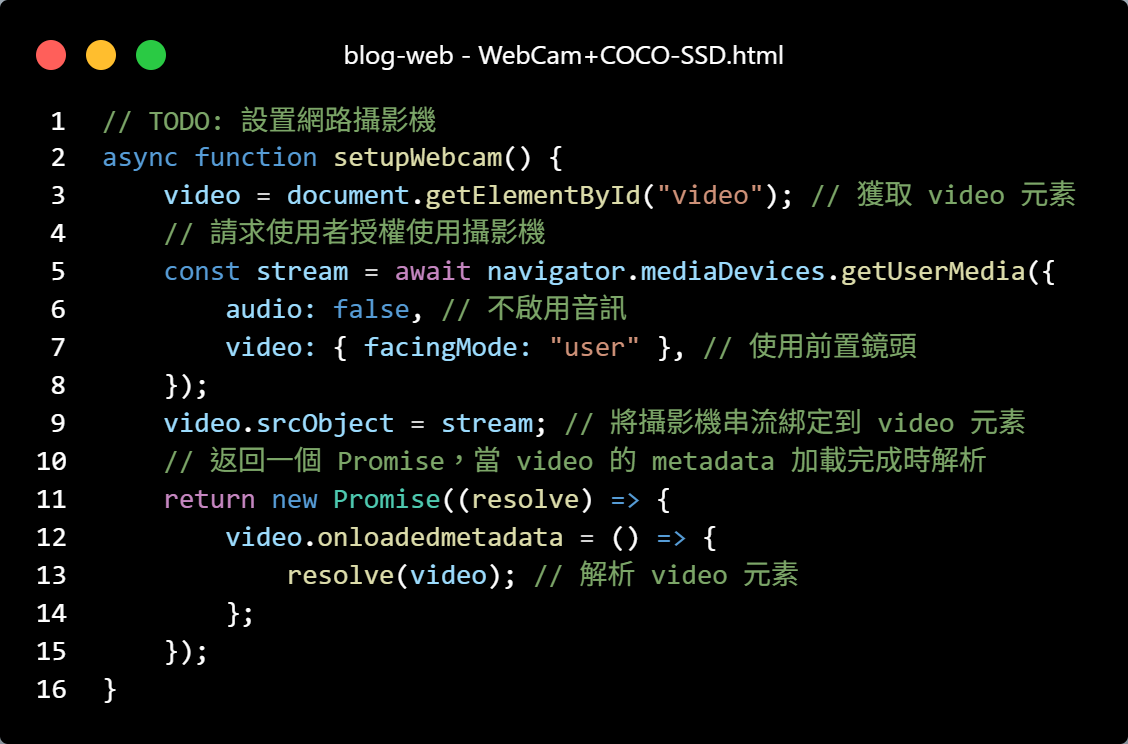 blog-web - WebCam+COCO-SSD.html
1 // TODO: 設置網路攝影機
2 async function setupWebcam() {
3     video = document.getElementById("video"); // 獲取 video 元素
4     // 請求使用者授權使用攝影機
5     const stream = await navigator.mediaDevices.getUserMedia({
6         audio: false, // 不啟用音訊
7         video: { facingMode: "user" }, // 使用前置鏡頭
8     });
9     video.srcObject = stream; // 將攝影機串流綁定到 video 元素
10     // 返回一個 Promise，當 video 的 metadata 加載完成時解析
11     return new Promise((resolve) => {
12         video.onloadedmetadata = () => {
13             resolve(video); // 解析 video 元素
14         };
15     });
16 }